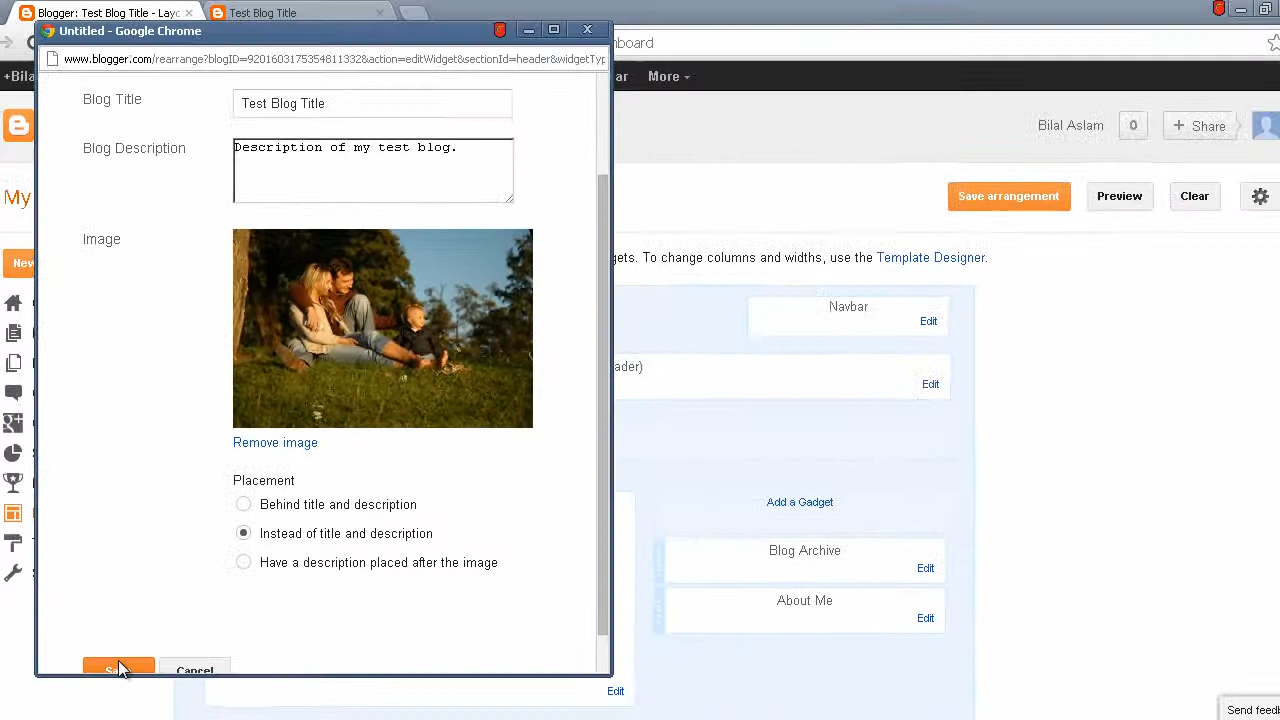 Blogger: Test Blog Title - Layo
Test Blog Title
Untitled - Google Chrome
www.blogger.com/rearrange?blogID=9201603175354811332&action=editWidget&sectionId=header&widgetTyp
board
+Bila
ar
More
Blog Title
Test Blog Title
Blog Description
Description of my test blog.
Bilal Aslam
0
+ Share
My
Save arrangement
Preview
Clear
Image
New
gets. To change columns and widths, use the Template Designer.
Navbar
Edit
ader)
Edit
Remove image
Placement
Behind title and description
Instead of title and description
Have a description placed after the image
Add a Gadget
Blog Archive
Edit
About Me
Edit
Cancel
Edit
Send feedb